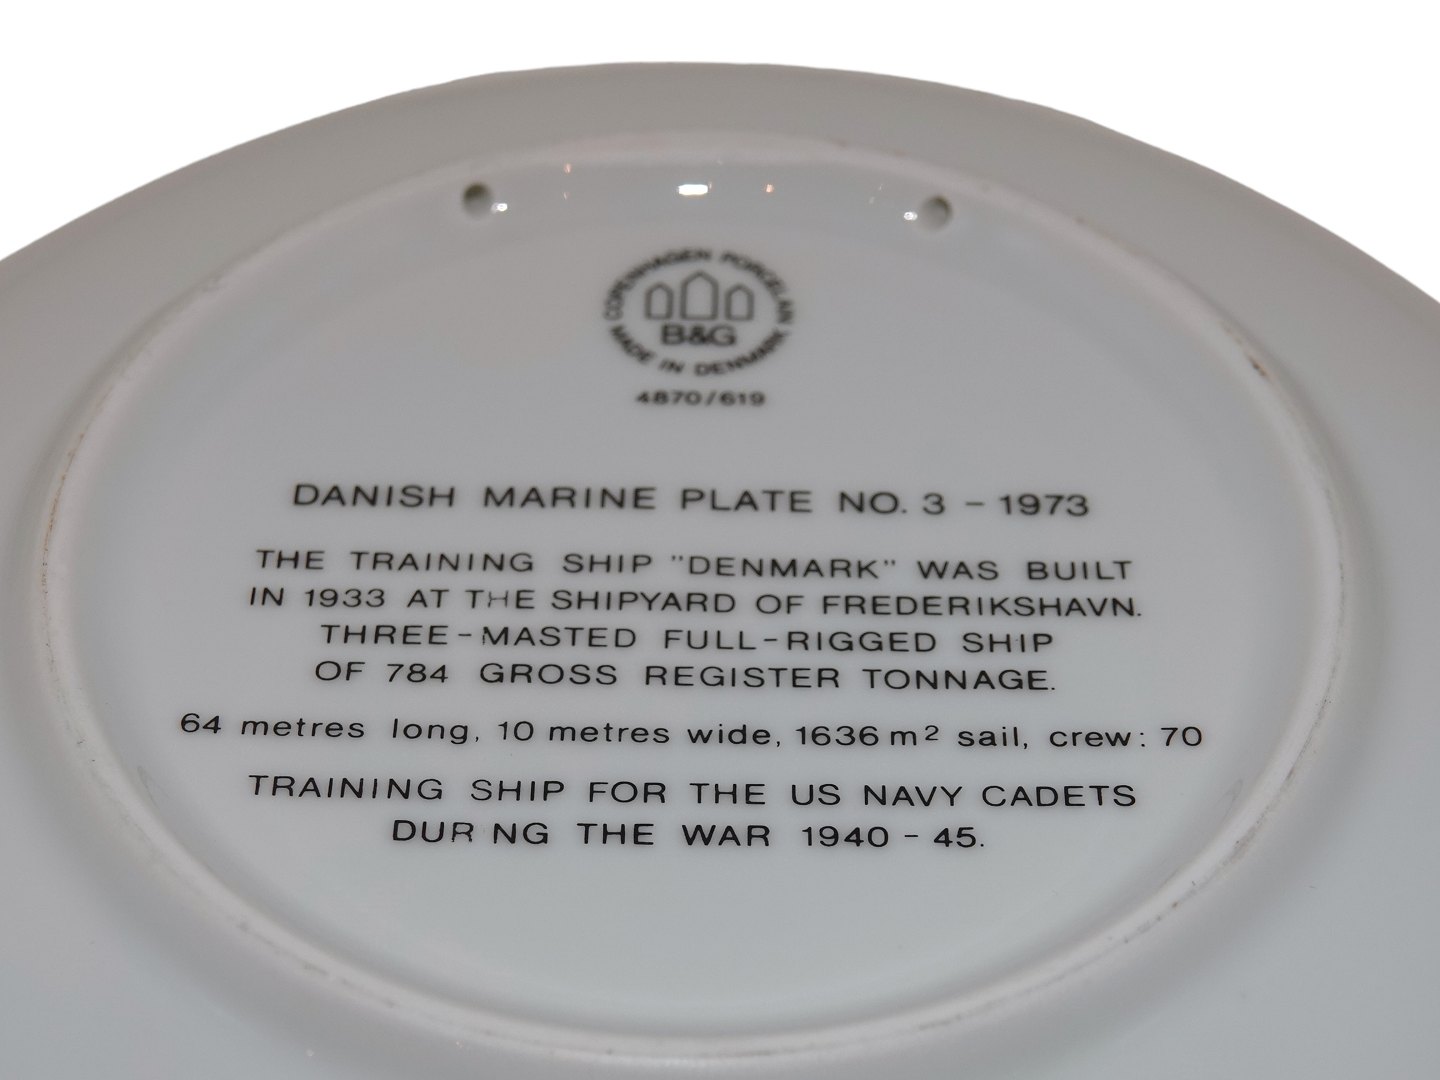 COPENHAGEN PORCELAIN
B&G
MADE IN DENMARK
4870/619
DANISH MARINE PLATE NO. 3 - 1973
THE TRAINING SHIP "DENMARK" WAS BUILT
IN 1933 AT THE SHIPYARD OF FREDERIKSHAVN.
THREE-MASTED FULL-RIGGED SHIP
OF 784 GROSS REGISTER TONNAGE.
64 metres long, 10 metres wide, 1636 m² sail, crew: 70
TRAINING SHIP FOR THE US NAVY CADETS
DUR NG THE WAR 1940 - 45.